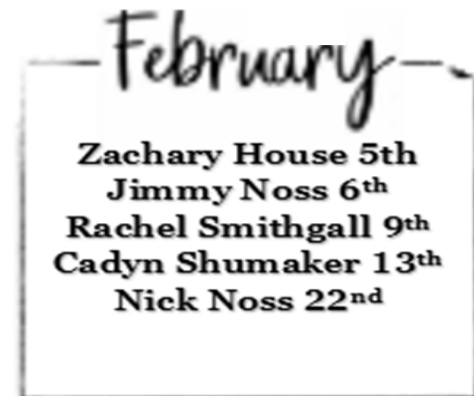 February
Zachary House 5th
Jimmy Noss 6th
Rachel Smithgall 9th
Cadyn Shumaker 13th
Nick Noss 22nd